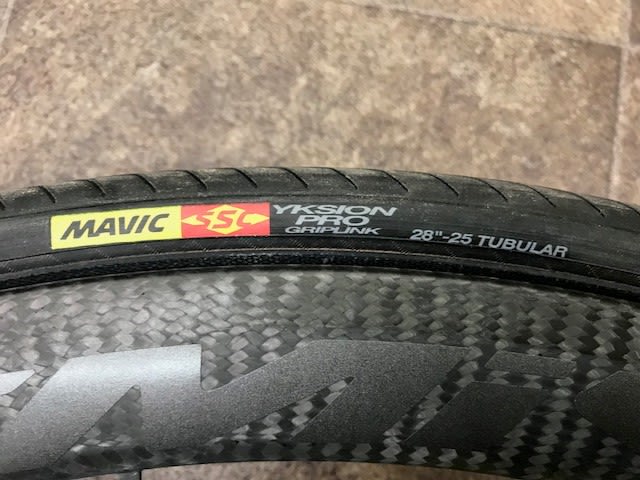 MAVIC SSC YKSION
PRO
GRIPLINK
28"-25 TUBULAR